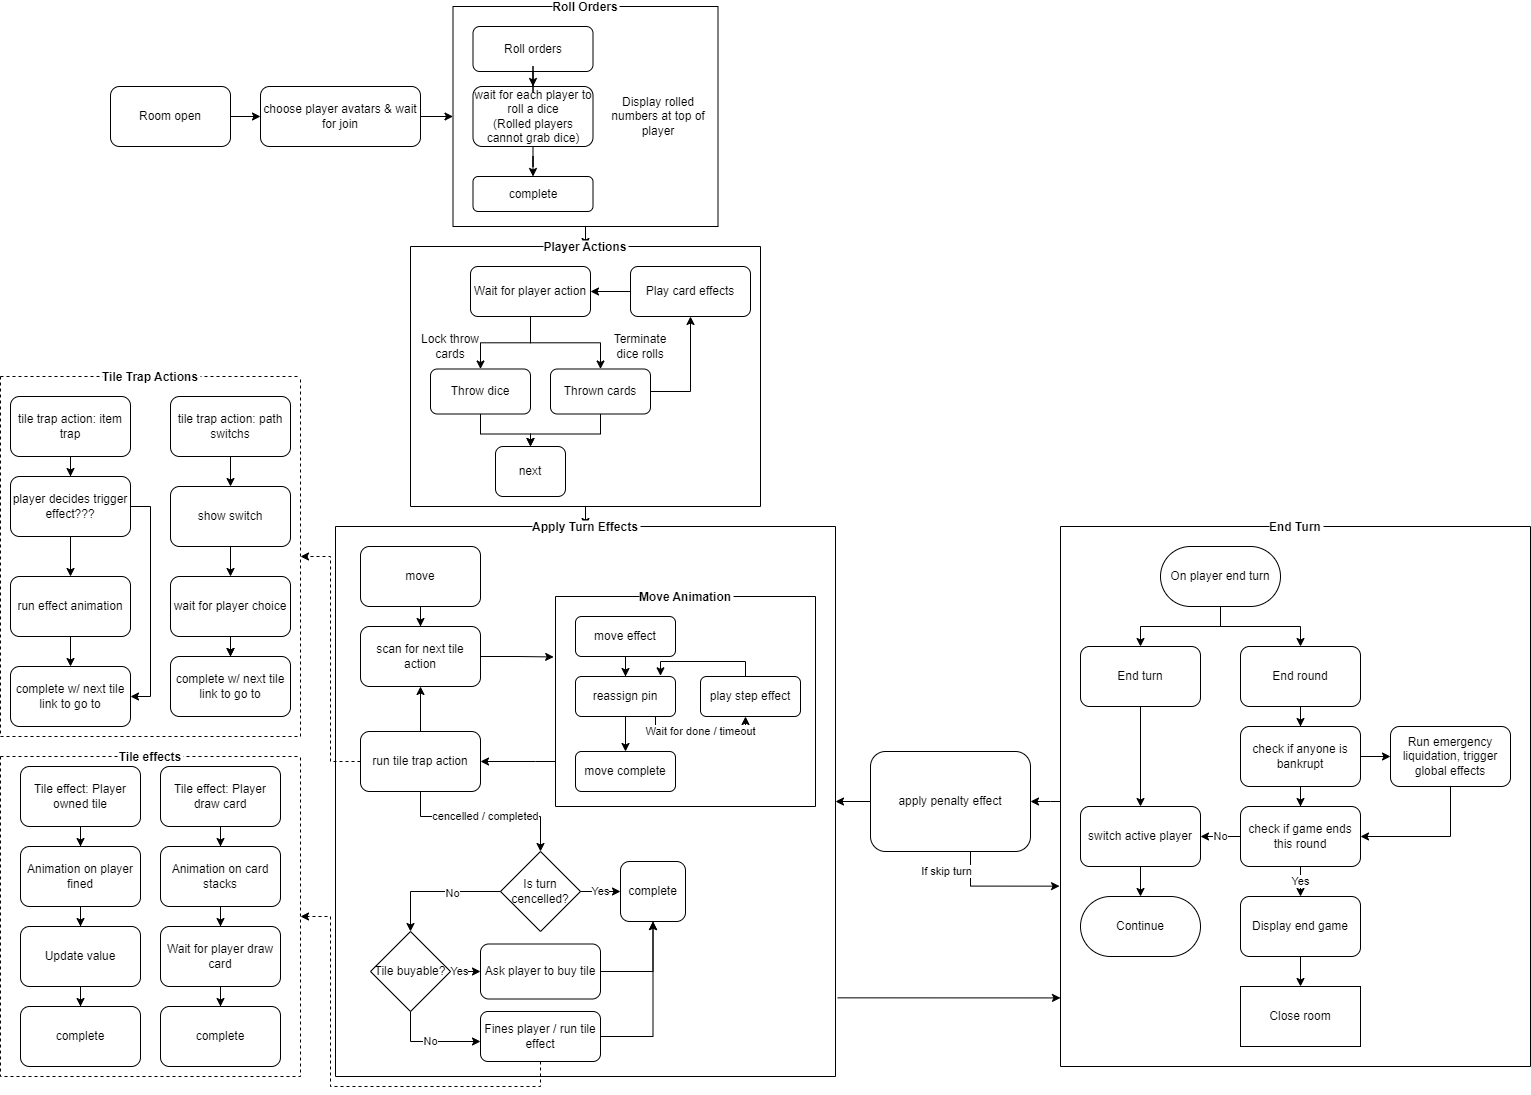 Roll Orders
Roll orders
wait for each player to
roll a dice
(Rolled players
cannot grab dice)
complete
Display rolled
numbers at top of
player
Room open
choose player avatars & wait
for join
Player Actions
Wait for player action
Play card effects
Lock throw
cards
Terminate
dice rolls
Throw dice
Thrown cards
next
Tile Trap Actions
tile trap action: item
trap
tile trap action: path
switchs
player decides trigger
effect???
show switch
run effect animation
wait for player choice
complete w/ next tile
link to go to
complete w/ next tile
link to go to
Tile effects
Tile effect: Player
owned tile
Tile effect: Player
draw card
Animation on player
fined
Animation on card
stacks
Update value
Wait for player draw
card
complete
complete
Apply Turn Effects
move
scan for next tile
action
run tile trap action
Move Animation
move effect
reassign pin
play step effect
Wait for done / timeout
move complete
cencelled / completed
Is turn
cencelled?
Yes
complete
No
Tile buyable?
Yes
Ask player to buy tile
No
Fines player / run tile
effect
apply penalty effect
If skip turn
End Turn
On player end turn
End turn
End round
check if anyone is
bankrupt
Run emergency
liquidation, trigger
global effects
switch active player
No
check if game ends
this round
Yes
Continue
Display end game
Close room